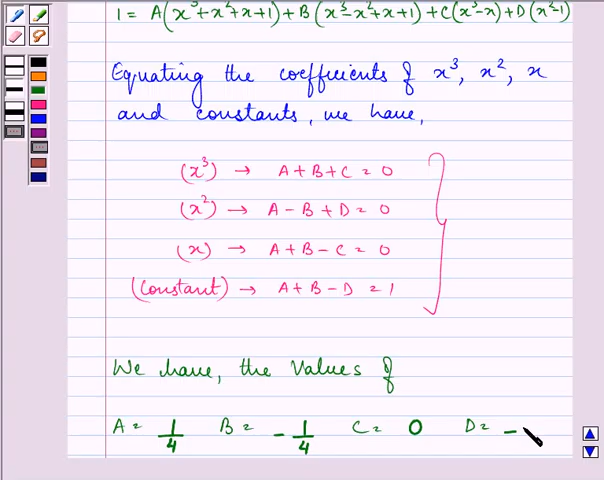 1 = A(x³+x²+x+1) + B(x³-x²+x+1) + C(x³-x) + D(x²-1)
Equating the coefficients of x³, x², x
and constants, we have,
(x³) → A+B+C = 0
(x²) → A-B+D = 0
(x) → A+B-C = 0
(constant) → A+B-D = 1
We have, the values of
A = 1/4 B = -1/4 C = 0 D = -